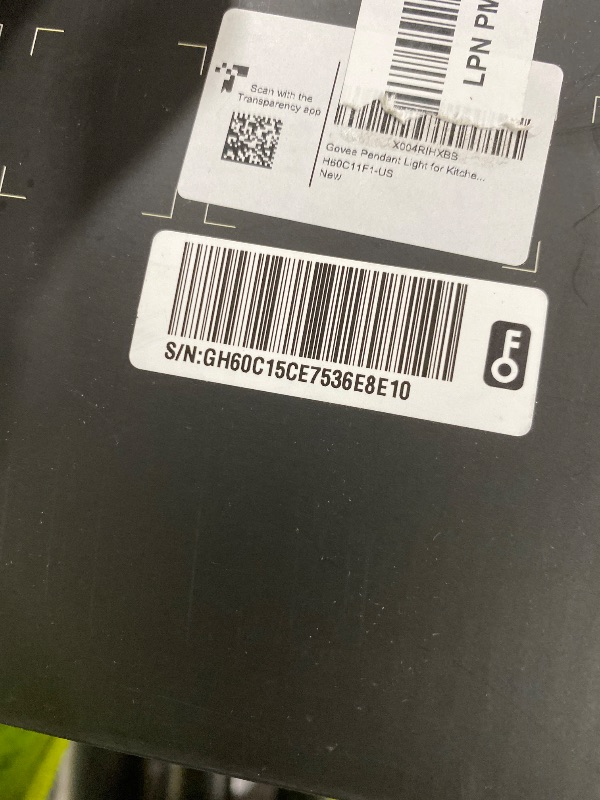 LPN PM
Scan with the
Transparency app
X004RIHXBS
Govee Pendant Light for Kitche...
H60C11F1-US
New
S/N:GH60C15CE7536E8E10